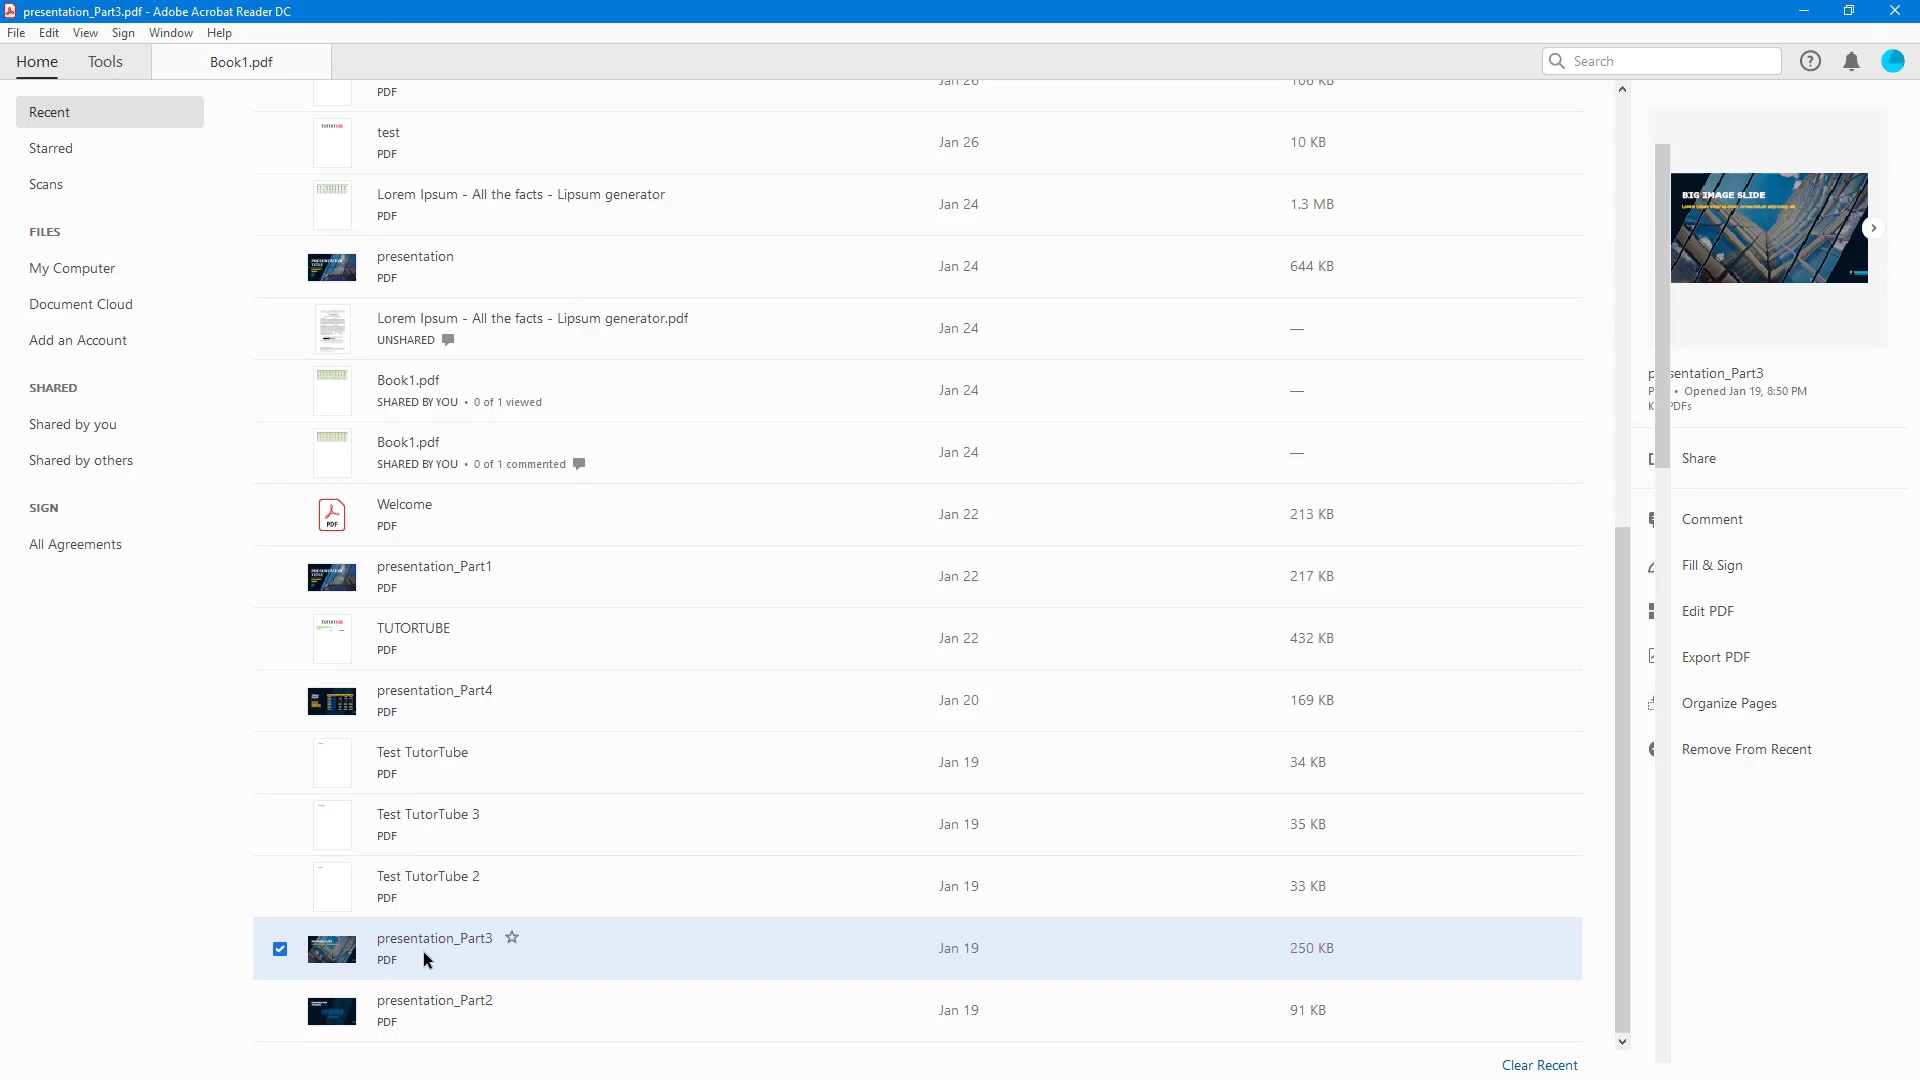 presentation_Part3.pdf - Adobe Acrobat Reader DC
File Edit View Sign Window Help
Home Tools Book1.pdf Search
Recent
Starred
Scans
FILES
My Computer
Document Cloud
Add an Account
SHARED
Shared by you
Shared by others
SIGN
All Agreements
Jan 26 106 KB
PDF
test Jan 26 10 KB
PDF
Lorem Ipsum - All the facts - Lipsum generator Jan 24 1.3 MB
PDF
presentation Jan 24 644 KB
PDF
Lorem Ipsum - All the facts - Lipsum generator.pdf Jan 24 —
UNSHARED
Book1.pdf Jan 24 —
SHARED BY YOU • 0 of 1 viewed
Book1.pdf Jan 24 —
SHARED BY YOU • 0 of 1 commented
Welcome Jan 22 213 KB
PDF
presentation_Part1 Jan 22 217 KB
PDF
TUTORTUBE Jan 22 432 KB
PDF
presentation_Part4 Jan 20 169 KB
PDF
Test TutorTube Jan 19 34 KB
PDF
Test TutorTube 3 Jan 19 35 KB
PDF
Test TutorTube 2 Jan 19 33 KB
PDF
presentation_Part3 Jan 19 250 KB
PDF
presentation_Part2 Jan 19 91 KB
PDF
Clear Recent
BIG IMAGE SLIDE
p sentation_Part3
P • Opened Jan 19, 8:50 PM
K PDFs
Share
Comment
Fill & Sign
Edit PDF
Export PDF
Organize Pages
Remove From Recent